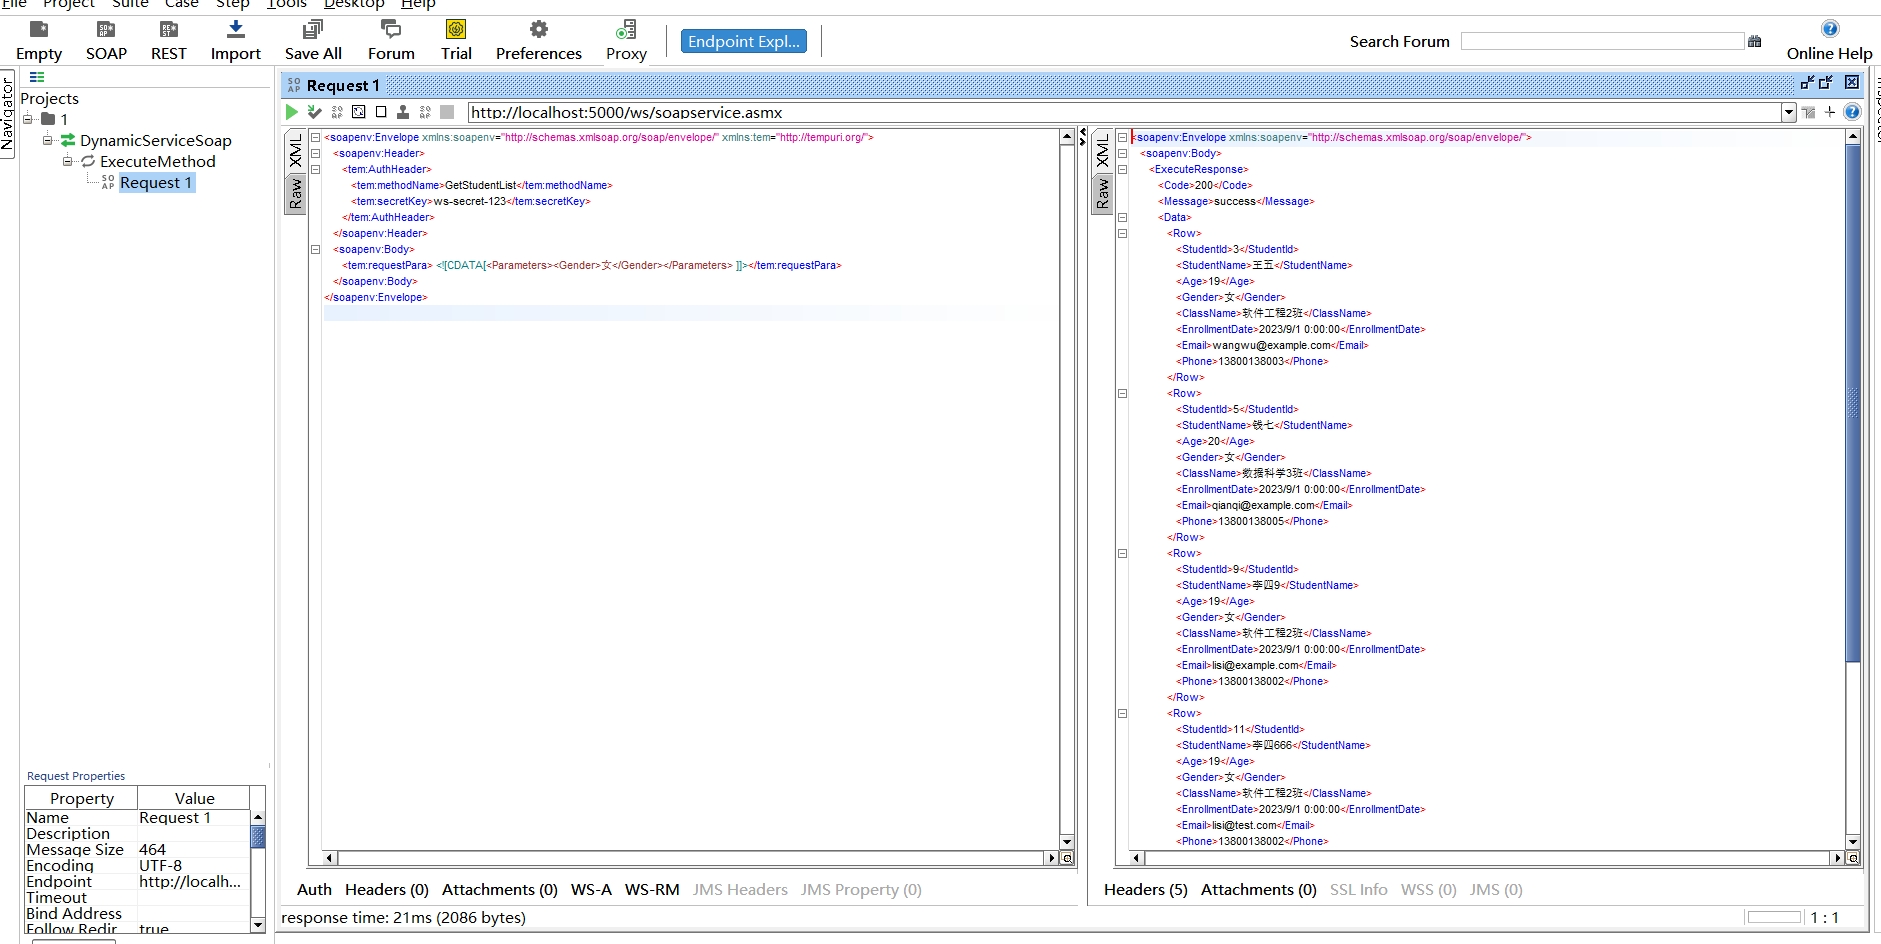 File Project Suite Case Step Tools Desktop Help
Empty SOAP REST Import Save All Forum Trial Preferences Proxy Endpoint Expl... Search Forum Online Help
Navigator
Projects
1
DynamicServiceSoap
ExecuteMethod
Request 1
Request 1
http://localhost:5000/ws/soapservice.asmx
XML
Raw
<soapenv:Envelope xmlns:soapenv="http://schemas.xmlsoap.org/soap/envelope/" xmlns:tem="http://tempuri.org/">
<soapenv:Header>
<tem:AuthHeader>
<tem:methodName>GetStudentList</tem:methodName>
<tem:secretKey>ws-secret-123</tem:secretKey>
</tem:AuthHeader>
</soapenv:Header>
<soapenv:Body>
<tem:requestPara> <![CDATA[<Parameters><Gender>女</Gender></Parameters> ]]></tem:requestPara>
</soapenv:Body>
</soapenv:Envelope>
XML
Raw
<soapenv:Envelope xmlns:soapenv="http://schemas.xmlsoap.org/soap/envelope/">
<soapenv:Body>
<ExecuteResponse>
<Code>200</Code>
<Message>success</Message>
<Data>
<Row>
<StudentId>3</StudentId>
<StudentName>王五</StudentName>
<Age>19</Age>
<Gender>女</Gender>
<ClassName>软件工程2班</ClassName>
<EnrollmentDate>2023/9/1 0:00:00</EnrollmentDate>
<Email>wangwu@example.com</Email>
<Phone>13800138003</Phone>
</Row>
<Row>
<StudentId>5</StudentId>
<StudentName>钱七</StudentName>
<Age>20</Age>
<Gender>女</Gender>
<ClassName>数据科学3班</ClassName>
<EnrollmentDate>2023/9/1 0:00:00</EnrollmentDate>
<Email>qianqi@example.com</Email>
<Phone>13800138005</Phone>
</Row>
<Row>
<StudentId>9</StudentId>
<StudentName>李四9</StudentName>
<Age>19</Age>
<Gender>女</Gender>
<ClassName>软件工程2班</ClassName>
<EnrollmentDate>2023/9/1 0:00:00</EnrollmentDate>
<Email>lisi@example.com</Email>
<Phone>13800138002</Phone>
</Row>
<Row>
<StudentId>11</StudentId>
<StudentName>李四666</StudentName>
<Age>19</Age>
<Gender>女</Gender>
<ClassName>软件工程2班</ClassName>
<EnrollmentDate>2023/9/1 0:00:00</EnrollmentDate>
<Email>lisi@test.com</Email>
<Phone>13800138002</Phone>
Request Properties
Property Value
Name Request 1
Description
Message Size 464
Encoding UTF-8
Endpoint http://localh...
Timeout
Bind Address
Follow Redir... true
Auth Headers (0) Attachments (0) WS-A WS-RM JMS Headers JMS Property (0)
Headers (5) Attachments (0) SSL Info WSS (0) JMS (0)
response time: 21ms (2086 bytes)
1 : 1